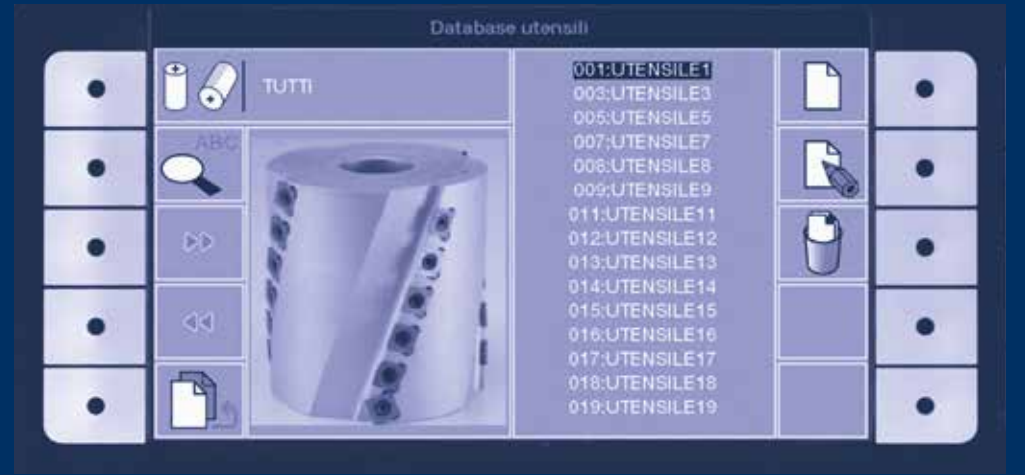 Database utensili
TUTTI
ABC
001:UTENSILE1
003:UTENSILE3
005:UTENSILE5
007:UTENSILE7
008:UTENSILE8
009:UTENSILE9
011:UTENSILE11
012:UTENSILE12
013:UTENSILE13
014:UTENSILE14
015:UTENSILE15
016:UTENSILE16
017:UTENSILE17
018:UTENSILE18
019:UTENSILE19